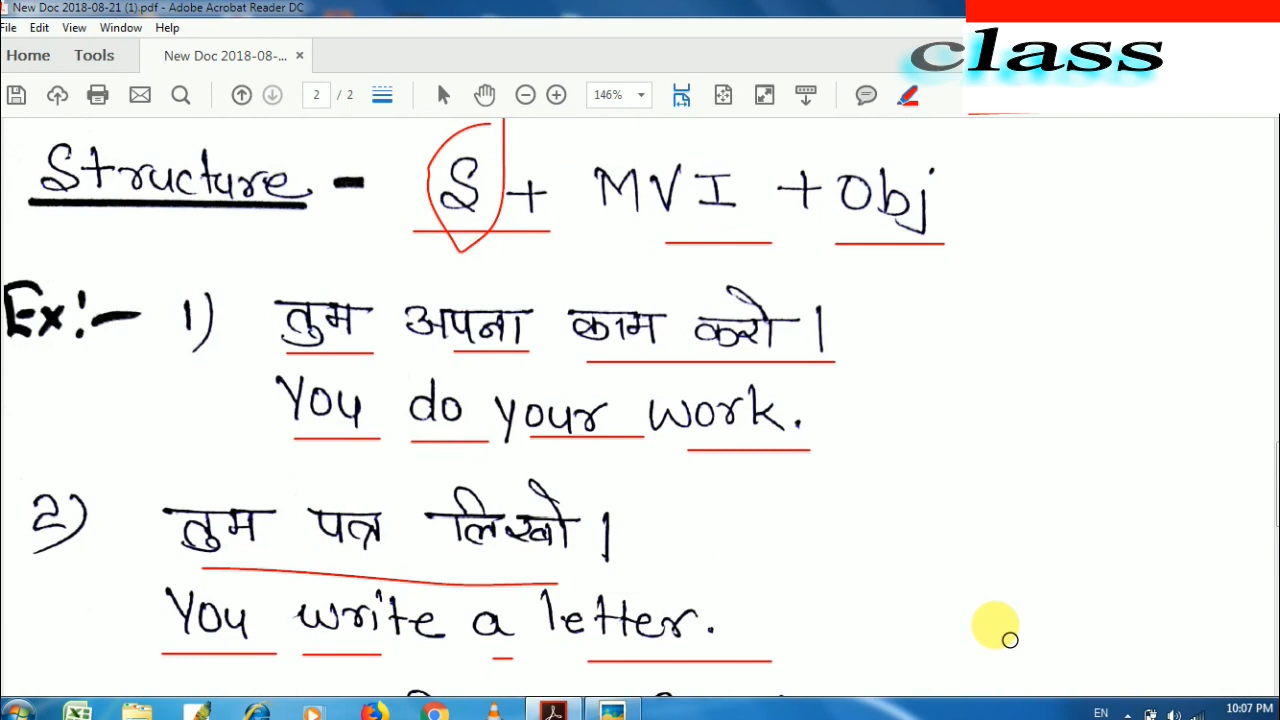 New Doc 2018-08-21 (1).pdf - Adobe Acrobat Reader DC
File Edit View Window Help
class
Home Tools New Doc 2018-08-... ×
2 / 2 146%
Structure - S + MVI + Obj
Ex:- 1) तुम अपना काम करो।
You do your work.
2) तुम पत्र लिखो।
You write a letter.
EN 10:07 PM